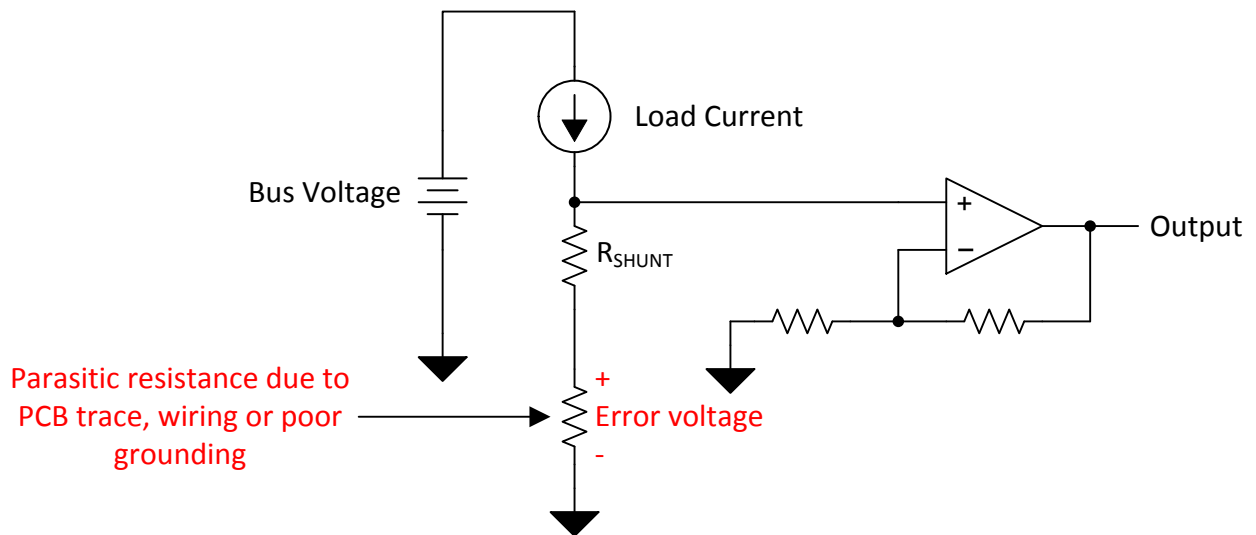 Load Current
Bus Voltage
+
−
Output
RSHUNT
Parasitic resistance due to
PCB trace, wiring or poor
grounding
+
Error voltage
-